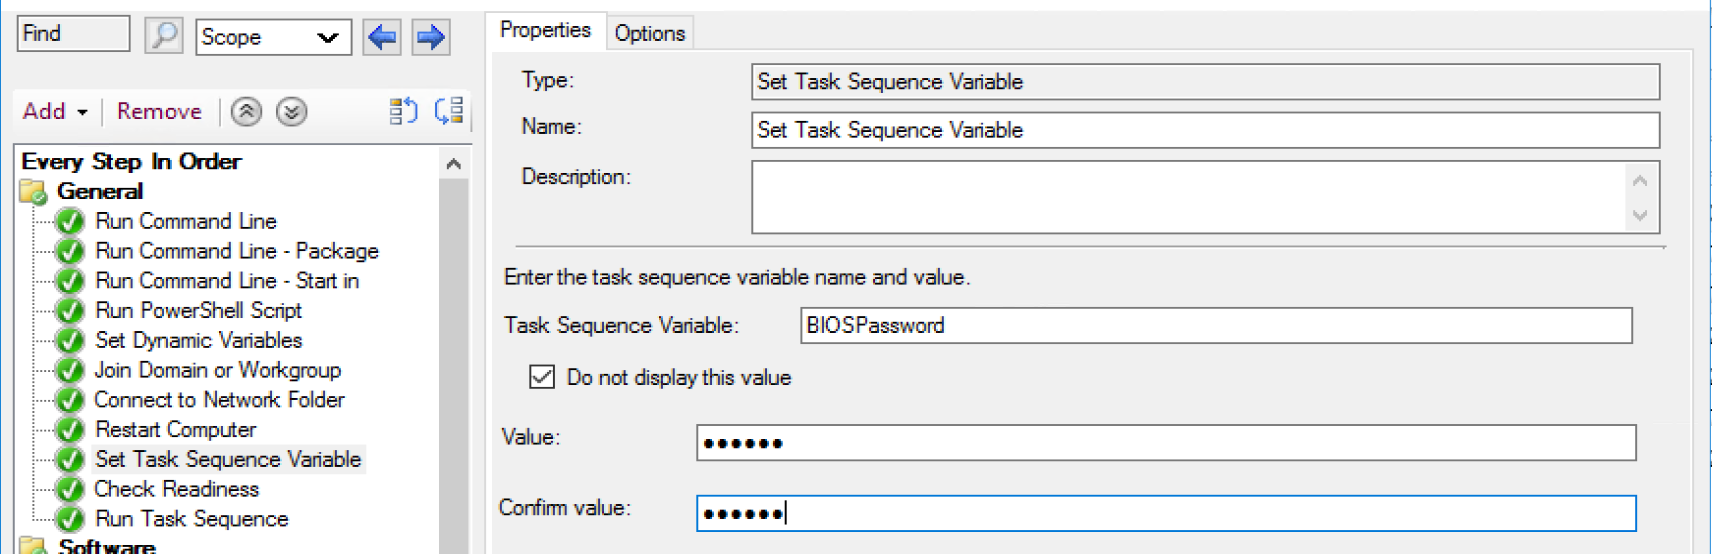 Find
Scope
Add
Remove
Every Step In Order
General
Run Command Line
Run Command Line - Package
Run Command Line - Start in
Run PowerShell Script
Set Dynamic Variables
Join Domain or Workgroup
Connect to Network Folder
Restart Computer
Set Task Sequence Variable
Check Readiness
Run Task Sequence
Software
Properties
Options
Type:
Set Task Sequence Variable
Name:
Set Task Sequence Variable
Description:
Enter the task sequence variable name and value.
Task Sequence Variable:
BIOSPassword
Do not display this value
Value:
●●●●●●
Confirm value:
●●●●●●